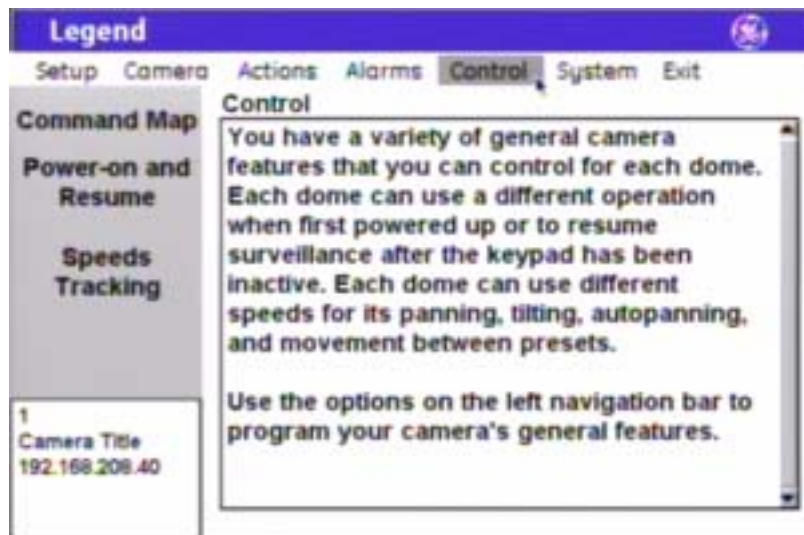 Legend
Setup Camera Actions Alarms Control System Exit
Command Map
Power-on and
Resume
Speeds
Tracking
1
Camera Title
192.168.208.40
Control
You have a variety of general camera
features that you can control for each dome.
Each dome can use a different operation
when first powered up or to resume
surveillance after the keypad has been
inactive. Each dome can use different
speeds for its panning, tilting, autopanning,
and movement between presets.
Use the options on the left navigation bar to
program your camera's general features.